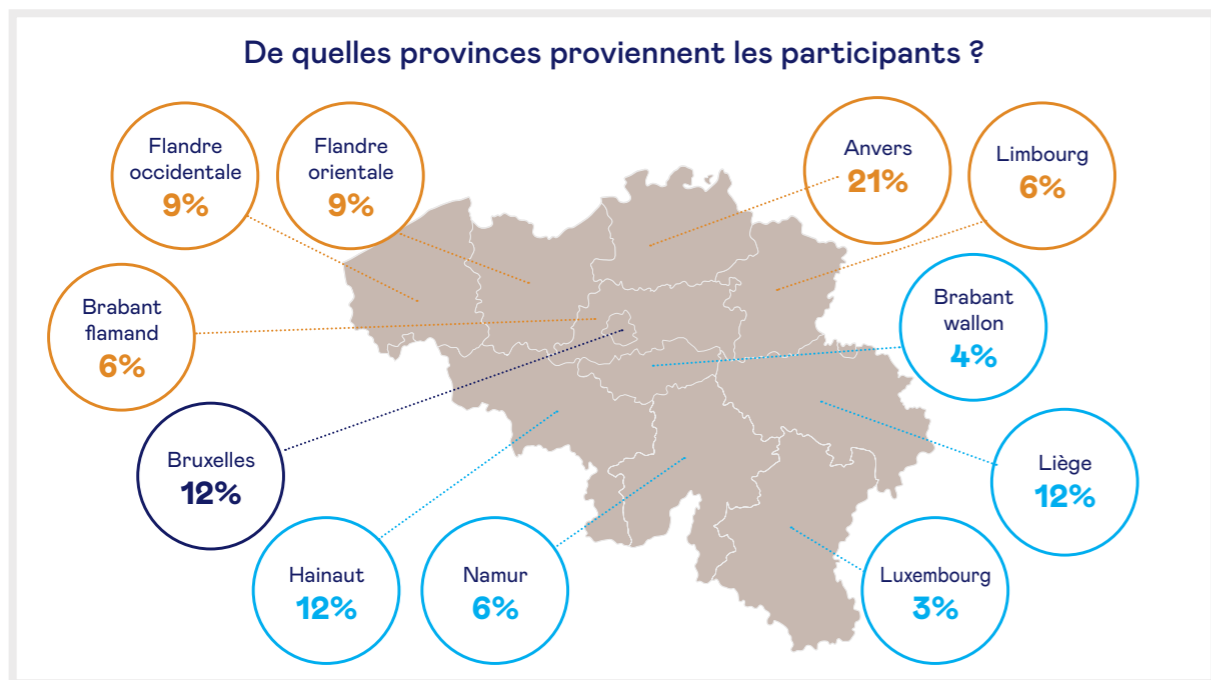 De quelles provinces proviennent les participants ?
Flandre
occidentale
9%
Flandre
orientale
9%
Anvers
21%
Limbourg
6%
Brabant
flamand
6%
Brabant
wallon
4%
Bruxelles
12%
Liège
12%
Hainaut
12%
Namur
6%
Luxembourg
3%